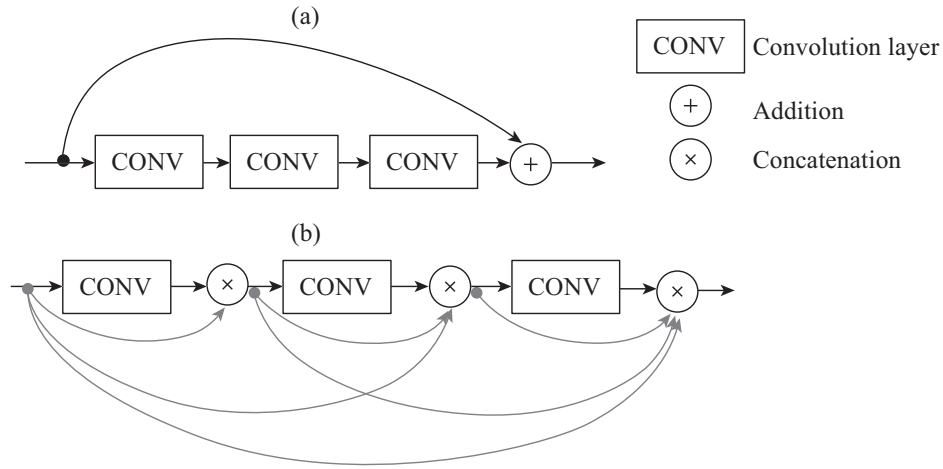 (a)
CONV Convolution layer
+ Addition
× Concatenation
CONV CONV CONV +
(b)
CONV × CONV × CONV ×